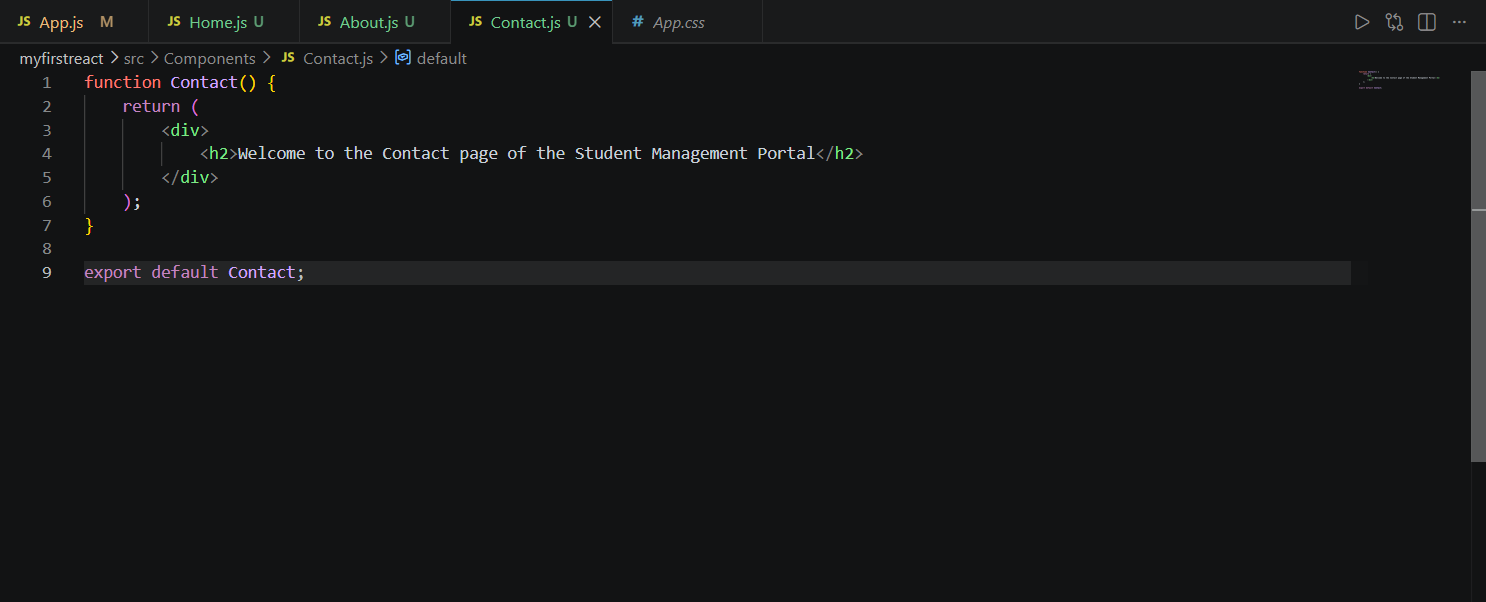 JS App.js M JS Home.js U JS About.js U JS Contact.js U # App.css
myfirstreact > src > Components > JS Contact.js > default
1 function Contact() {
2     return (
3         <div>
4             <h2>Welcome to the Contact page of the Student Management Portal</h2>
5         </div>
6     );
7 }
8
9 export default Contact;